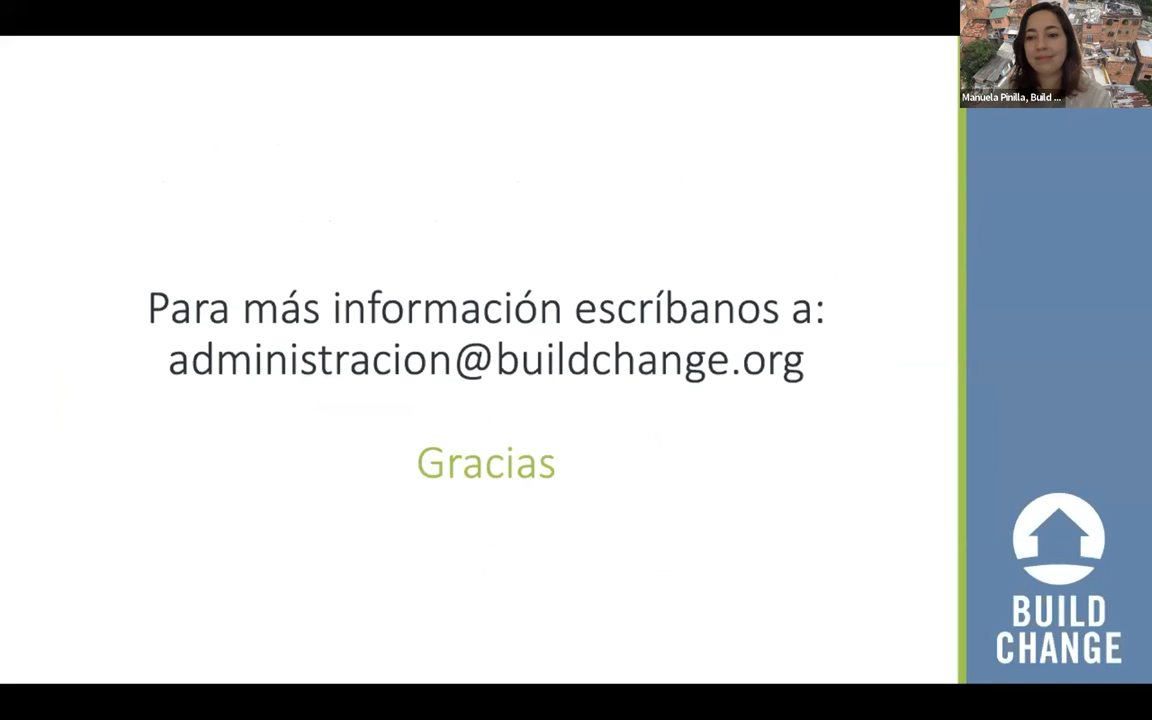 Manuela Pinilla, Build ...
Para más información escríbanos a:
administracion@buildchange.org
Gracias
BUILD
CHANGE